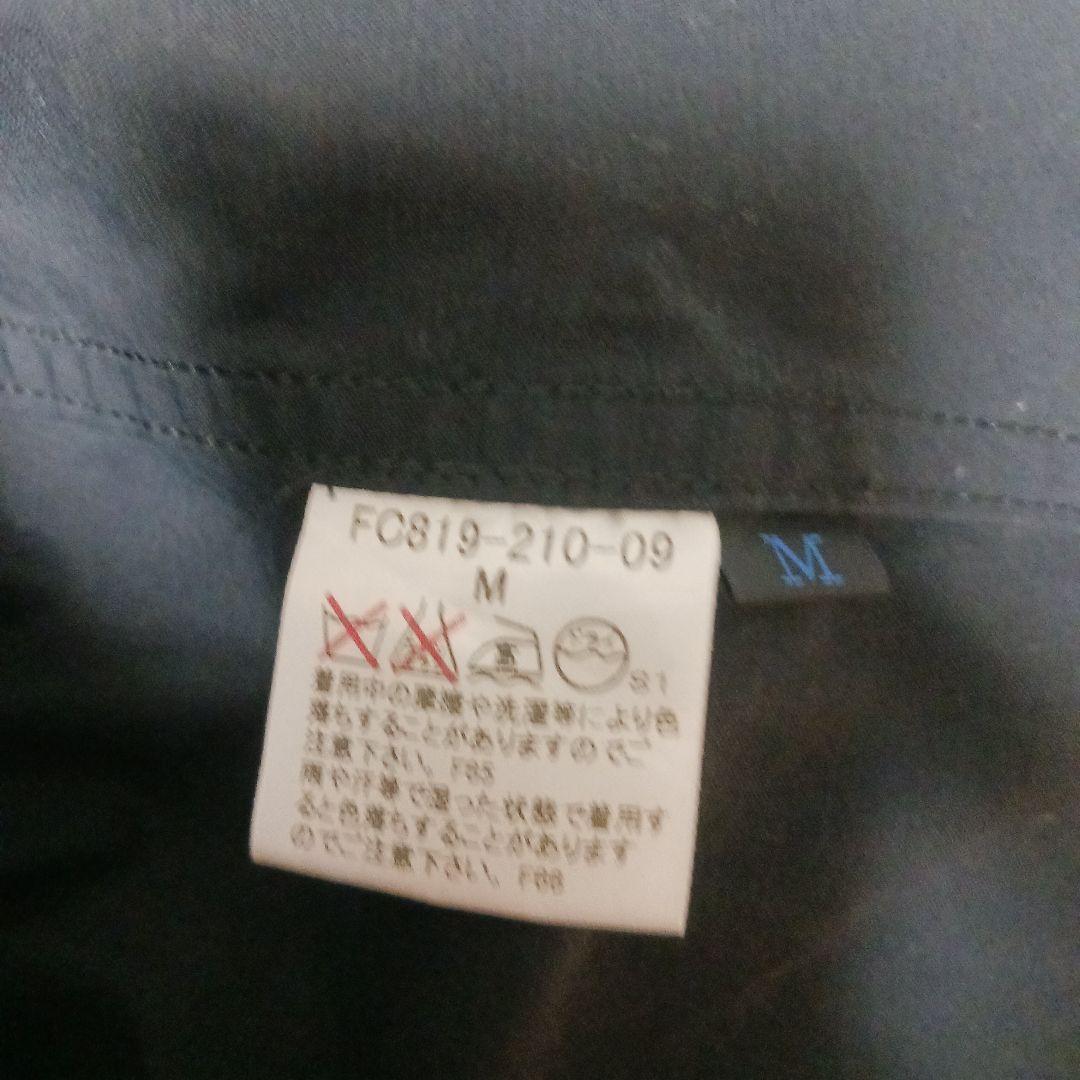 FC819-210-09
M
M
高
S1
着用中の摩擦や洗濯等により色
落ちすることがありますのでご
注意下さい。F85
雨や汗等で湿った状態で着用す
ると色落ちすることがあります
のでご注意下さい。F86